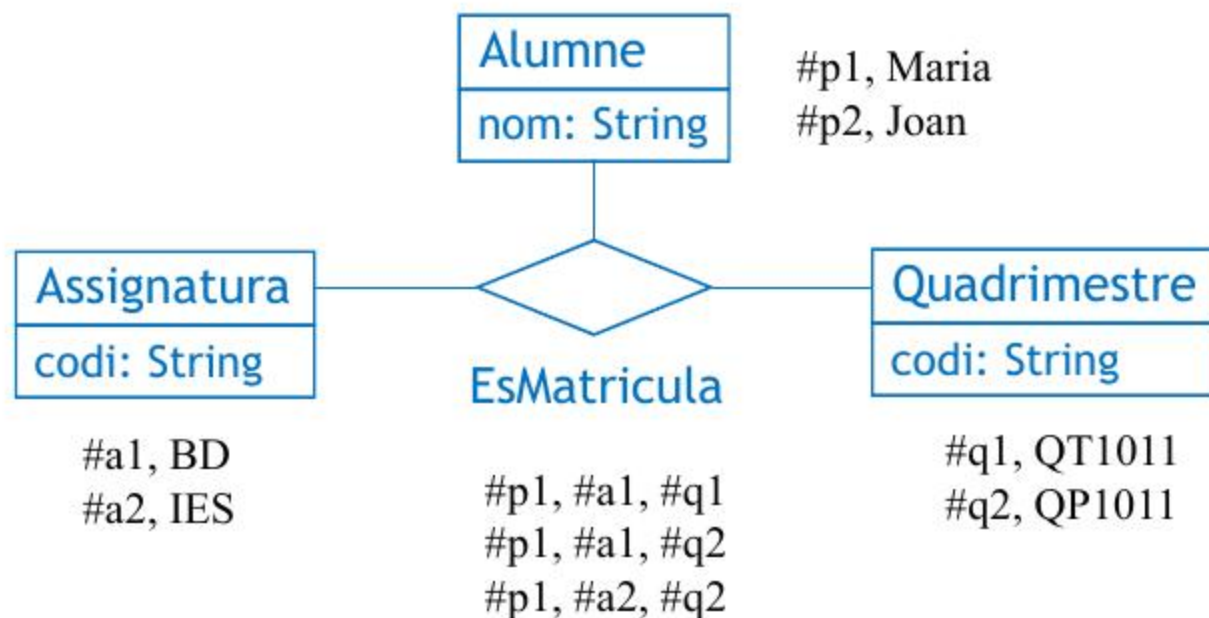 Alumne
nom: String
#p1, Maria
#p2, Joan
Assignatura
codi: String
#a1, BD
#a2, IES
EsMatricula
#p1, #a1, #q1
#p1, #a1, #q2
#p1, #a2, #q2
Quadrimestre
codi: String
#q1, QT1011
#q2, QP1011